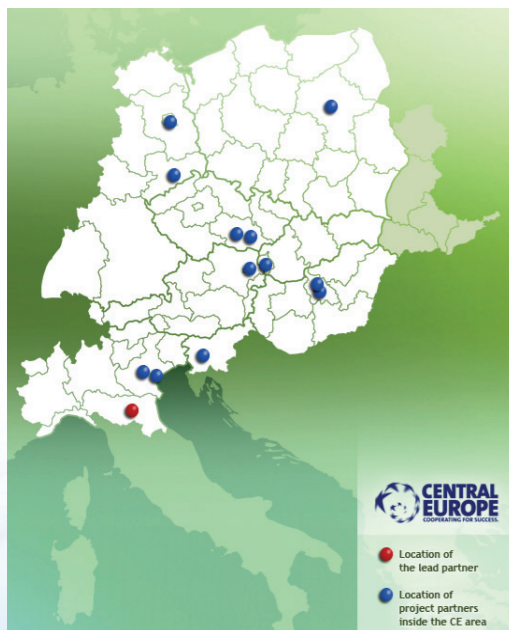 CENTRAL
EUROPE
COOPERATING FOR SUCCESS.
Location of
the lead partner
Location of
project partners
inside the CE area